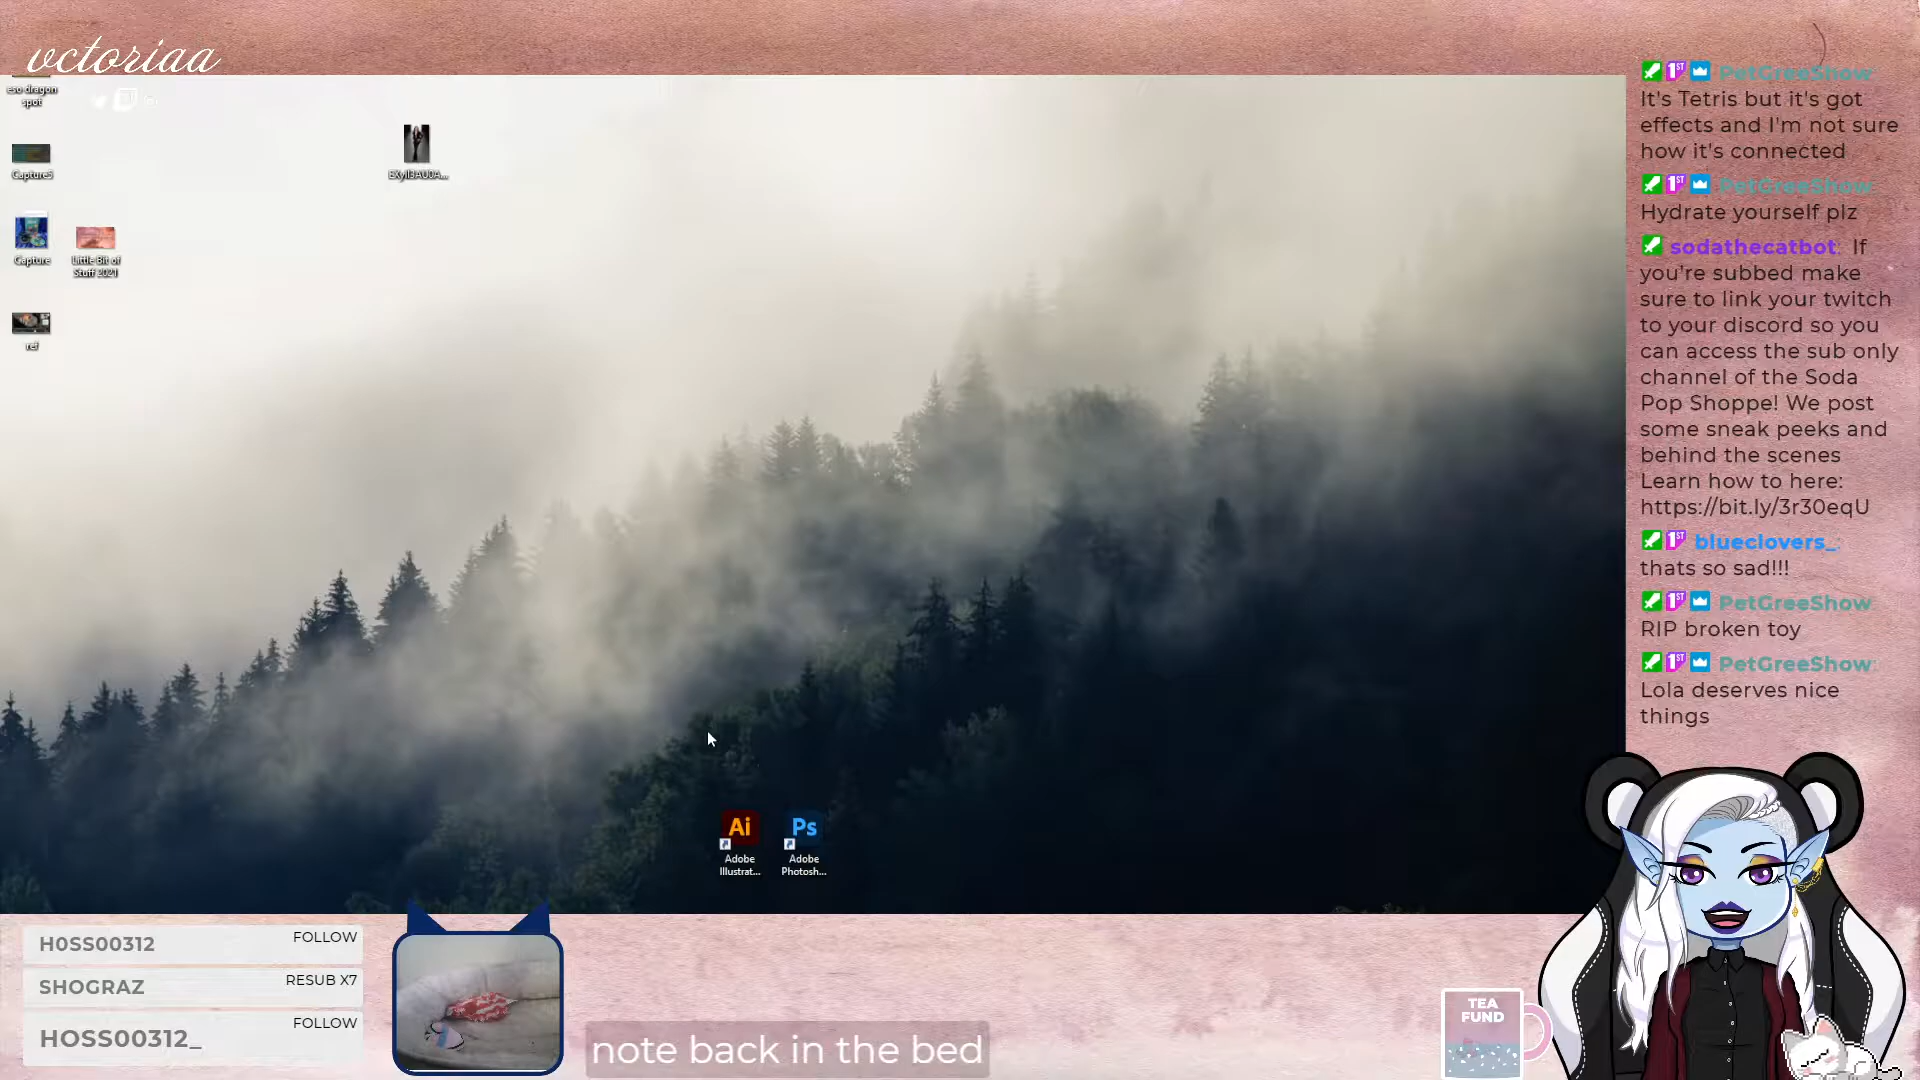 vctoriaa
eso dragon
spot
Capture5
Capture
Little Bit of
Stuff 2021
ref
Ai
Adobe
Illustrat...
Ps
Adobe
Photosh...
PetGreeShow:
It's Tetris but it's got
effects and I'm not sure
how it's connected
PetGreeShow:
Hydrate yourself plz
sodathecatbot: If
you're subbed make
sure to link your twitch
to your discord so you
can access the sub only
channel of the Soda
Pop Shoppe! We post
some sneak peeks and
behind the scenes
Learn how to here:
https://bit.ly/3r30eqU
blueclovers_:
thats so sad!!!
PetGreeShow:
RIP broken toy
PetGreeShow:
Lola deserves nice
things
H0SS00312 FOLLOW
SHOGRAZ RESUB X7
HOSS00312_ FOLLOW
note back in the bed
TEA
FUND